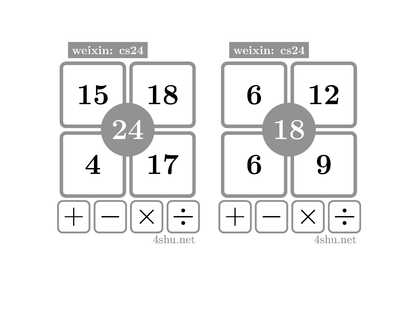 weixin: cs24
15 18
24
4 17
+ − × ÷
4shu.net
weixin: cs24
6 12
18
6 9
+ − × ÷
4shu.net